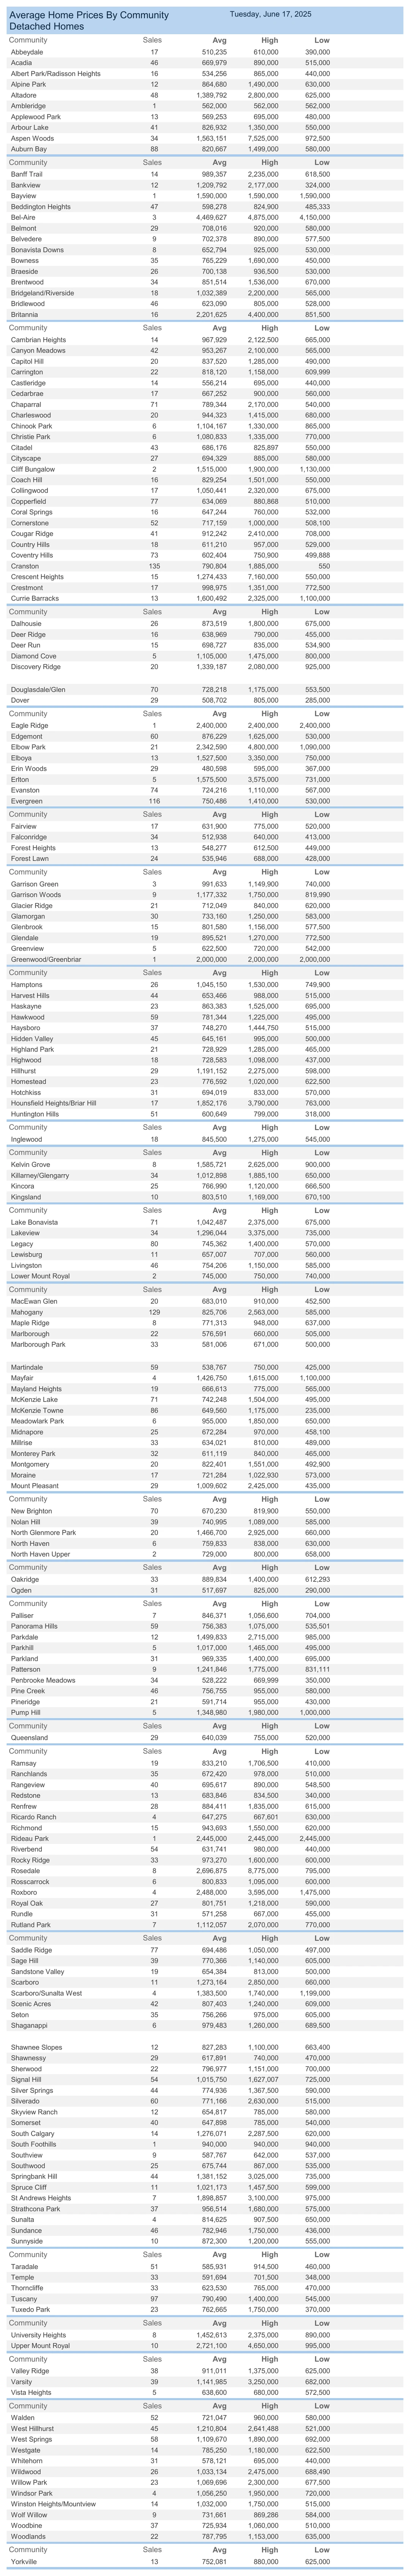 Average Home Prices By Community Tuesday, June 17, 2025
Detached Homes
Community Sales Avg High Low
Abbeydale 17 510,235 610,000 390,000
Acadia 46 669,979 890,000 515,000
Albert Park/Radisson Heights 16 534,256 865,000 440,000
Alpine Park 12 864,680 1,490,000 630,000
Altadore 48 1,389,792 2,800,000 625,000
Ambleridge 1 562,000 562,000 562,000
Applewood Park 13 569,253 695,000 480,000
Arbour Lake 41 826,932 1,350,000 550,000
Aspen Woods 34 1,563,151 7,525,000 972,500
Auburn Bay 88 820,667 1,499,000 580,000
Community Sales Avg High Low
Banff Trail 14 989,357 2,235,000 618,500
Bankview 12 1,209,792 2,177,000 324,000
Bayview 1 1,590,000 1,590,000 1,590,000
Beddington Heights 47 598,278 824,900 485,333
Bel-Aire 3 4,469,627 4,875,000 4,150,000
Belmont 29 708,016 920,000 580,000
Belvedere 9 702,378 890,000 577,500
Bonavista Downs 8 652,794 925,000 530,000
Bowness 35 765,229 1,690,000 450,000
Braeside 26 700,138 936,500 530,000
Brentwood 34 851,514 1,536,000 670,000
Bridgeland/Riverside 18 1,032,389 2,200,000 565,000
Bridlewood 46 623,090 805,000 528,000
Britannia 16 2,201,625 4,400,000 851,500
Community Sales Avg High Low
Cambrian Heights 14 967,929 2,122,500 665,000
Canyon Meadows 42 953,267 2,100,000 565,000
Capitol Hill 20 837,520 1,285,000 490,000
Carrington 22 818,120 1,158,000 609,999
Castleridge 14 556,214 695,000 440,000
Cedarbrae 17 667,252 900,000 560,000
Chaparral 71 789,344 2,170,000 540,000
Charleswood 20 944,323 1,415,000 680,000
Chinook Park 6 1,104,167 1,330,000 865,000
Christie Park 6 1,080,833 1,335,000 770,000
Citadel 43 686,176 825,897 550,000
Cityscape 27 694,329 885,000 580,000
Cliff Bungalow 2 1,515,000 1,900,000 1,130,000
Coach Hill 16 829,254 1,501,000 550,000
Collingwood 17 1,050,441 2,320,000 675,000
Copperfield 77 634,069 880,868 510,000
Coral Springs 16 647,244 760,000 532,000
Cornerstone 52 717,159 1,000,000 508,100
Cougar Ridge 41 912,242 2,410,000 708,000
Country Hills 18 611,210 957,000 529,000
Coventry Hills 73 602,404 750,900 499,888
Cranston 135 790,804 1,885,000 550
Crescent Heights 15 1,274,433 7,160,000 550,000
Crestmont 17 998,975 1,351,000 772,500
Currie Barracks 13 1,600,492 2,325,000 1,100,000
Community Sales Avg High Low
Dalhousie 26 873,519 1,800,000 675,000
Deer Ridge 16 638,969 790,000 455,000
Deer Run 15 698,727 835,000 534,900
Diamond Cove 5 1,105,000 1,475,000 800,000
Discovery Ridge 20 1,339,187 2,080,000 925,000
Douglasdale/Glen 70 728,218 1,175,000 553,500
Dover 29 508,702 805,000 285,000
Community Sales Avg High Low
Eagle Ridge 1 2,400,000 2,400,000 2,400,000
Edgemont 60 876,229 1,625,000 530,000
Elbow Park 21 2,342,590 4,800,000 1,090,000
Elboya 13 1,527,500 3,350,000 750,000
Erin Woods 29 480,598 595,000 367,000
Erlton 5 1,575,500 3,575,000 731,000
Evanston 74 724,216 1,110,000 567,000
Evergreen 116 750,486 1,410,000 530,000
Community Sales Avg High Low
Fairview 17 631,900 775,000 520,000
Falconridge 34 512,938 640,000 413,000
Forest Heights 13 548,277 612,500 449,000
Forest Lawn 24 535,946 688,000 428,000
Community Sales Avg High Low
Garrison Green 3 991,633 1,149,900 740,000
Garrison Woods 9 1,177,332 1,750,000 819,990
Glacier Ridge 21 712,049 840,000 620,000
Glamorgan 30 733,160 1,250,000 583,000
Glenbrook 15 801,580 1,156,000 577,500
Glendale 19 895,521 1,270,000 772,500
Greenview 5 622,500 720,000 542,000
Greenwood/Greenbriar 1 2,000,000 2,000,000 2,000,000
Community Sales Avg High Low
Hamptons 26 1,045,150 1,530,000 749,900
Harvest Hills 44 653,466 988,000 515,000
Haskayne 23 863,383 1,525,000 695,000
Hawkwood 59 781,344 1,225,000 495,000
Haysboro 37 748,270 1,444,750 515,000
Hidden Valley 45 645,161 995,000 500,000
Highland Park 21 728,929 1,285,000 465,000
Highwood 18 728,583 1,098,000 437,000
Hillhurst 29 1,191,152 2,275,000 598,000
Homestead 23 776,592 1,020,000 622,500
Hotchkiss 31 694,019 833,000 570,000
Hounsfield Heights/Briar Hill 17 1,852,176 3,790,000 763,000
Huntington Hills 51 600,649 799,000 318,000
Community Sales Avg High Low
Inglewood 18 845,500 1,275,000 545,000
Community Sales Avg High Low
Kelvin Grove 8 1,585,721 2,625,000 900,000
Killarney/Glengarry 34 1,012,898 1,885,100 650,000
Kincora 25 766,990 1,120,000 666,500
Kingsland 10 803,510 1,169,000 670,100
Community Sales Avg High Low
Lake Bonavista 71 1,042,487 2,375,000 675,000
Lakeview 34 1,296,044 3,375,000 735,000
Legacy 80 745,362 1,400,000 570,000
Lewisburg 11 657,007 707,000 560,000
Livingston 46 754,206 1,150,000 585,000
Lower Mount Royal 2 745,000 750,000 740,000
Community Sales Avg High Low
MacEwan Glen 20 683,010 910,000 452,500
Mahogany 129 825,706 2,563,000 585,000
Maple Ridge 8 771,313 948,000 637,000
Marlborough 22 576,591 660,000 505,000
Marlborough Park 33 581,006 671,000 500,000
Martindale 59 538,767 750,000 425,000
Mayfair 4 1,426,750 1,615,000 1,100,000
Mayland Heights 19 666,613 775,000 565,000
McKenzie Lake 71 742,248 1,504,000 495,000
McKenzie Towne 86 649,560 1,175,000 235,000
Meadowlark Park 6 955,000 1,850,000 650,000
Midnapore 25 672,284 970,000 458,100
Millrise 33 634,021 810,000 489,000
Monterey Park 32 611,119 840,000 465,000
Montgomery 20 822,401 1,551,000 492,900
Moraine 17 721,284 1,022,930 573,000
Mount Pleasant 29 1,009,602 2,425,000 435,000
Community Sales Avg High Low
New Brighton 70 670,230 819,900 550,000
Nolan Hill 39 740,995 1,089,000 585,000
North Glenmore Park 20 1,466,700 2,925,000 660,000
North Haven 6 759,833 838,000 630,000
North Haven Upper 2 729,000 800,000 658,000
Community Sales Avg High Low
Oakridge 33 889,834 1,400,000 612,293
Ogden 31 517,697 825,000 290,000
Community Sales Avg High Low
Palliser 7 846,371 1,056,600 704,000
Panorama Hills 59 756,383 1,075,000 535,501
Parkdale 12 1,499,833 2,715,000 985,000
Parkhill 5 1,017,000 1,465,000 495,000
Parkland 31 969,335 1,400,000 695,000
Patterson 9 1,241,846 1,775,000 831,111
Penbrooke Meadows 34 528,222 669,999 350,000
Pine Creek 46 756,755 955,000 580,000
Pineridge 21 591,714 955,000 430,000
Pump Hill 5 1,348,980 1,980,000 1,000,000
Community Sales Avg High Low
Queensland 29 640,039 755,000 520,000
Community Sales Avg High Low
Ramsay 19 833,210 1,706,500 410,000
Ranchlands 35 672,420 978,000 510,000
Rangeview 40 695,617 890,000 548,500
Redstone 13 683,846 834,500 340,000
Renfrew 28 884,411 1,835,000 615,000
Ricardo Ranch 4 647,275 667,601 630,000
Richmond 15 943,693 1,550,000 620,000
Rideau Park 1 2,445,000 2,445,000 2,445,000
Riverbend 54 631,741 980,000 440,000
Rocky Ridge 33 973,270 1,600,000 600,000
Rosedale 8 2,696,875 8,775,000 795,000
Rosscarrock 6 800,833 1,095,000 600,000
Roxboro 4 2,488,000 3,595,000 1,475,000
Royal Oak 27 801,751 1,218,000 590,000
Rundle 31 571,258 667,000 455,000
Rutland Park 7 1,112,057 2,070,000 770,000
Community Sales Avg High Low
Saddle Ridge 77 694,486 1,050,000 497,000
Sage Hill 39 770,366 1,140,000 605,000
Sandstone Valley 19 654,384 813,000 500,000
Scarboro 11 1,273,164 2,850,000 660,000
Scarboro/Sunalta West 4 1,383,500 1,740,000 1,199,000
Scenic Acres 42 807,403 1,240,000 609,000
Seton 35 756,266 975,000 605,000
Shaganappi 6 979,483 1,260,000 689,500
Shawnee Slopes 12 827,283 1,100,000 663,400
Shawnessy 29 617,891 740,000 470,000
Sherwood 22 796,977 1,151,000 700,000
Signal Hill 54 1,015,750 1,627,007 725,000
Silver Springs 44 774,936 1,367,500 590,000
Silverado 60 771,166 2,630,000 515,000
Skyview Ranch 12 654,817 785,000 580,000
Somerset 40 647,898 785,000 540,000
South Calgary 14 1,276,071 2,287,500 620,000
South Foothills 1 940,000 940,000 940,000
Southview 9 587,767 642,000 537,000
Southwood 25 675,744 867,000 535,000
Springbank Hill 44 1,381,152 3,025,000 735,000
Spruce Cliff 11 1,021,173 1,457,500 599,000
St Andrews Heights 7 1,898,857 3,100,000 975,000
Strathcona Park 37 956,514 1,680,000 575,000
Sunalta 4 814,625 907,500 650,000
Sundance 46 782,946 1,750,000 436,000
Sunnyside 10 872,300 1,200,000 555,000
Community Sales Avg High Low
Taradale 51 585,931 914,500 460,000
Temple 33 591,694 701,500 348,000
Thorncliffe 33 623,530 765,000 470,000
Tuscany 97 790,490 1,400,000 545,000
Tuxedo Park 23 762,665 1,750,000 370,000
Community Sales Avg High Low
University Heights 8 1,452,613 2,375,000 890,000
Upper Mount Royal 10 2,721,100 4,650,000 995,000
Community Sales Avg High Low
Valley Ridge 38 911,011 1,375,000 625,000
Varsity 39 1,141,985 3,250,000 682,000
Vista Heights 5 638,600 680,000 572,500
Community Sales Avg High Low
Walden 52 721,047 960,000 580,000
West Hillhurst 45 1,210,804 2,641,488 521,000
West Springs 58 1,109,670 1,890,000 692,000
Westgate 14 785,250 1,180,000 622,500
Whitehorn 31 578,121 695,000 440,000
Wildwood 26 1,033,134 2,475,000 688,490
Willow Park 23 1,069,696 2,300,000 677,500
Windsor Park 4 1,056,250 1,950,000 720,000
Winston Heights/Mountview 14 1,032,000 1,750,000 515,000
Wolf Willow 9 731,661 869,286 584,000
Woodbine 37 725,934 1,060,000 510,000
Woodlands 22 787,795 1,153,000 635,000
Community Sales Avg High Low
Yorkville 13 752,081 880,000 625,000